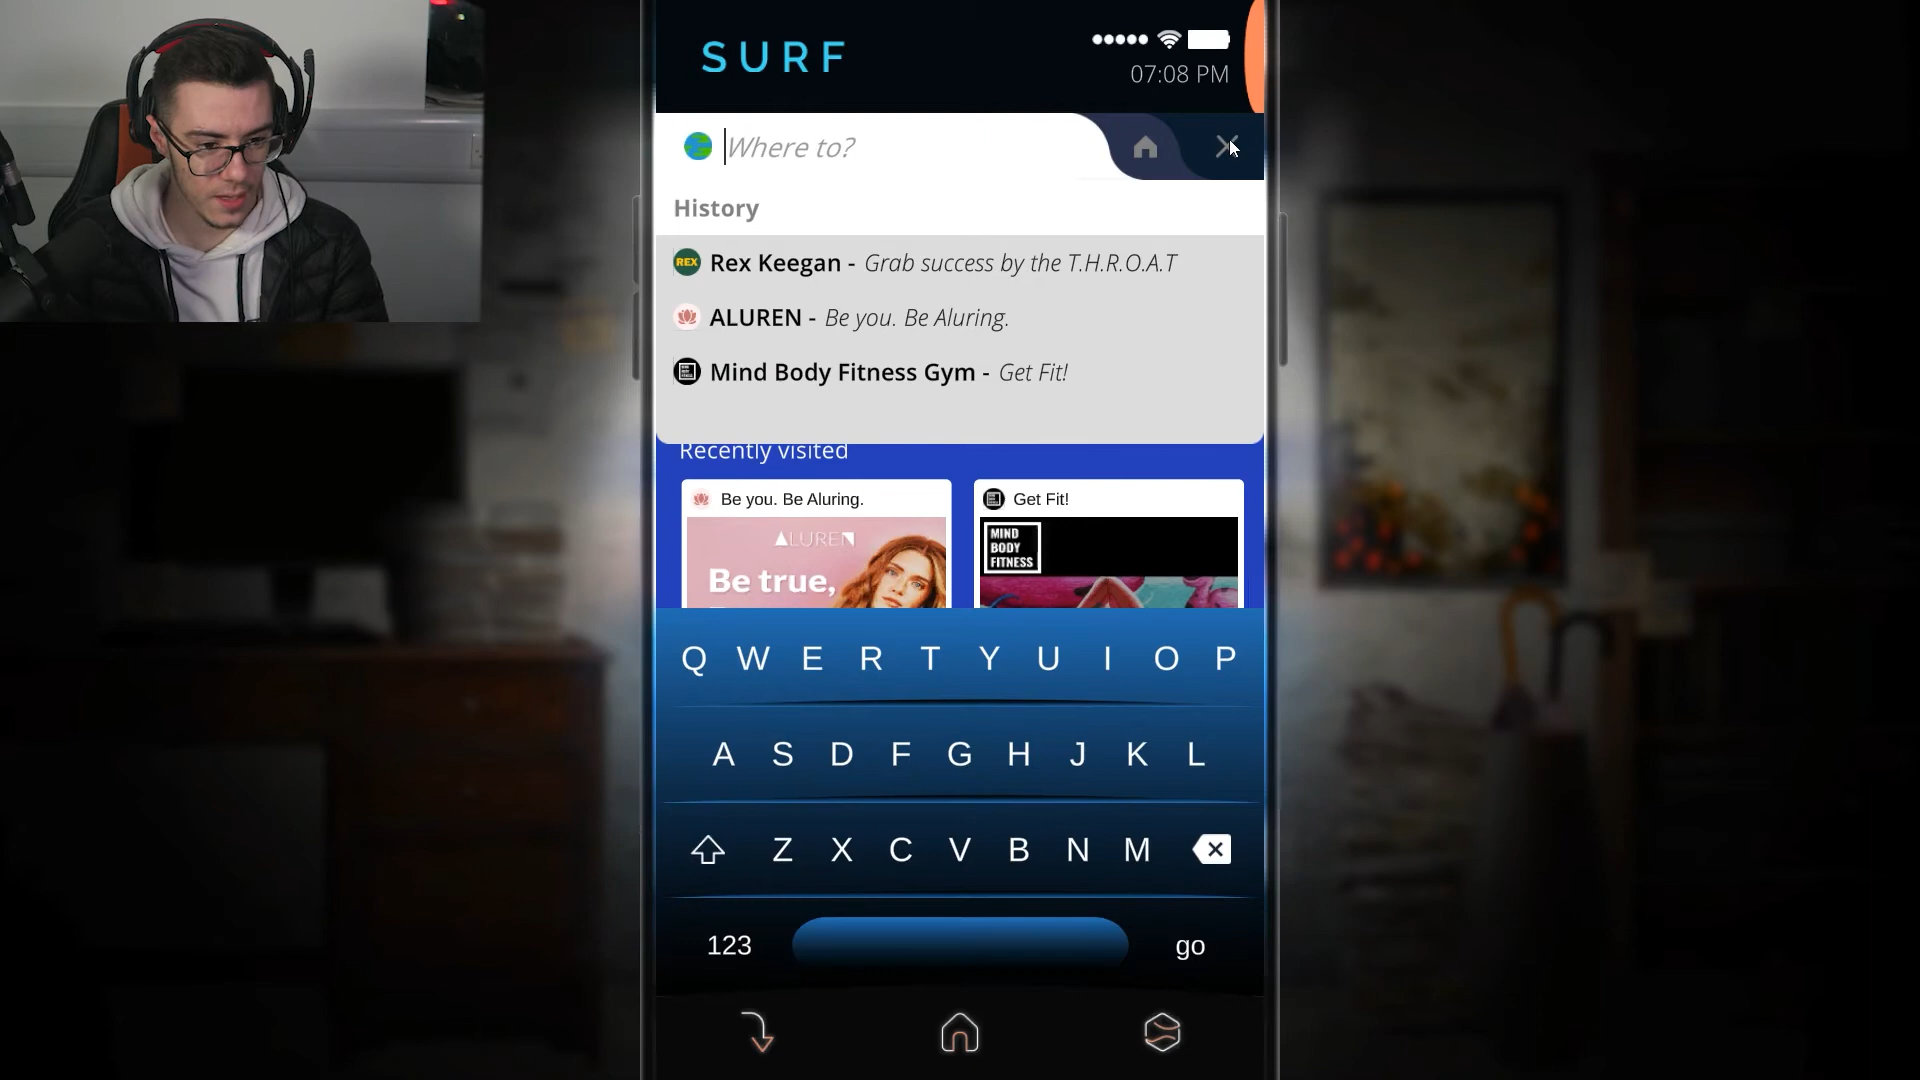 SURF
07:08 PM
Where to?
History
REX Rex Keegan - Grab success by the T.H.R.O.A.T
ALUREN - Be you. Be Aluring.
Mind Body Fitness Gym - Get Fit!
Recently visited
Be you. Be Aluring.
Get Fit!
ALUREN
Be true,
MIND
BODY
FITNESS
Q W E R T Y U I O P
A S D F G H J K L
Z X C V B N M
123
go